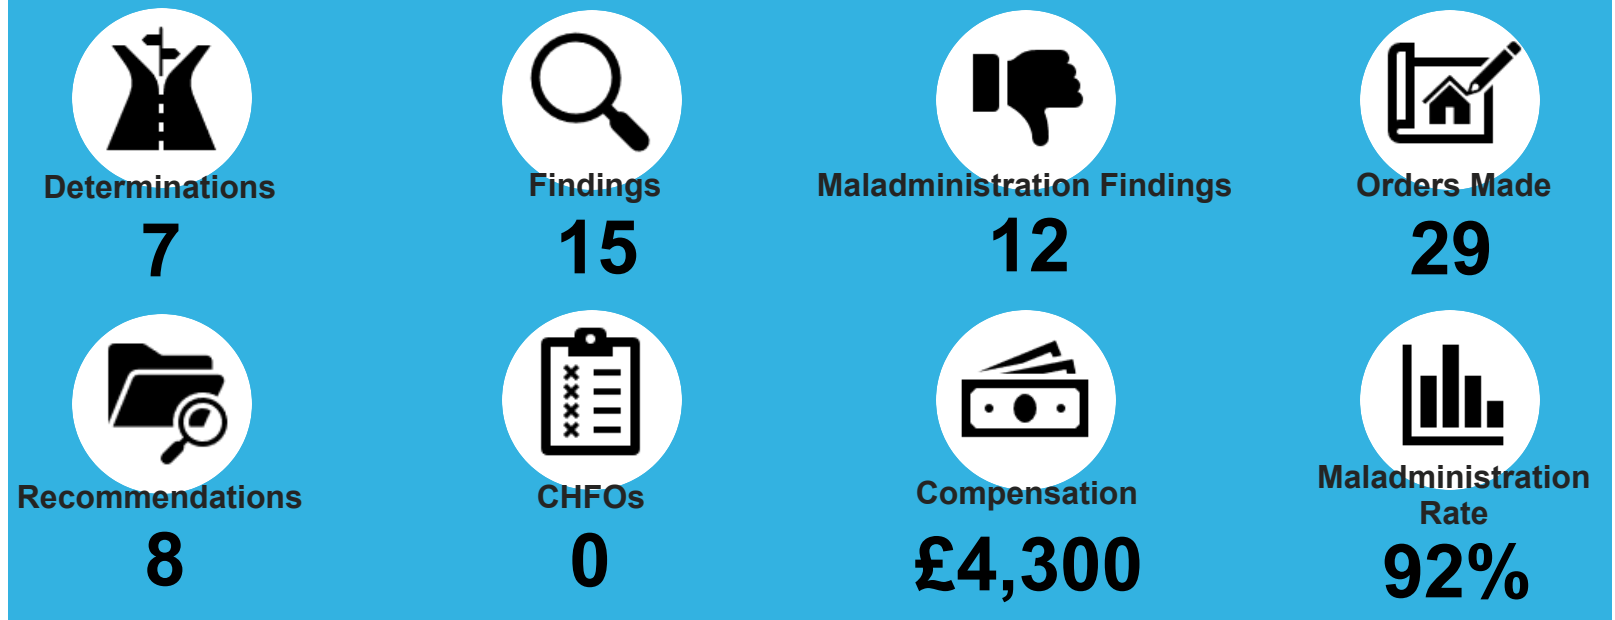 Determinations
7
Findings
15
Maladministration Findings
12
Orders Made
29
Recommendations
8
CHFOs
0
Compensation
£4,300
Maladministration
Rate
92%